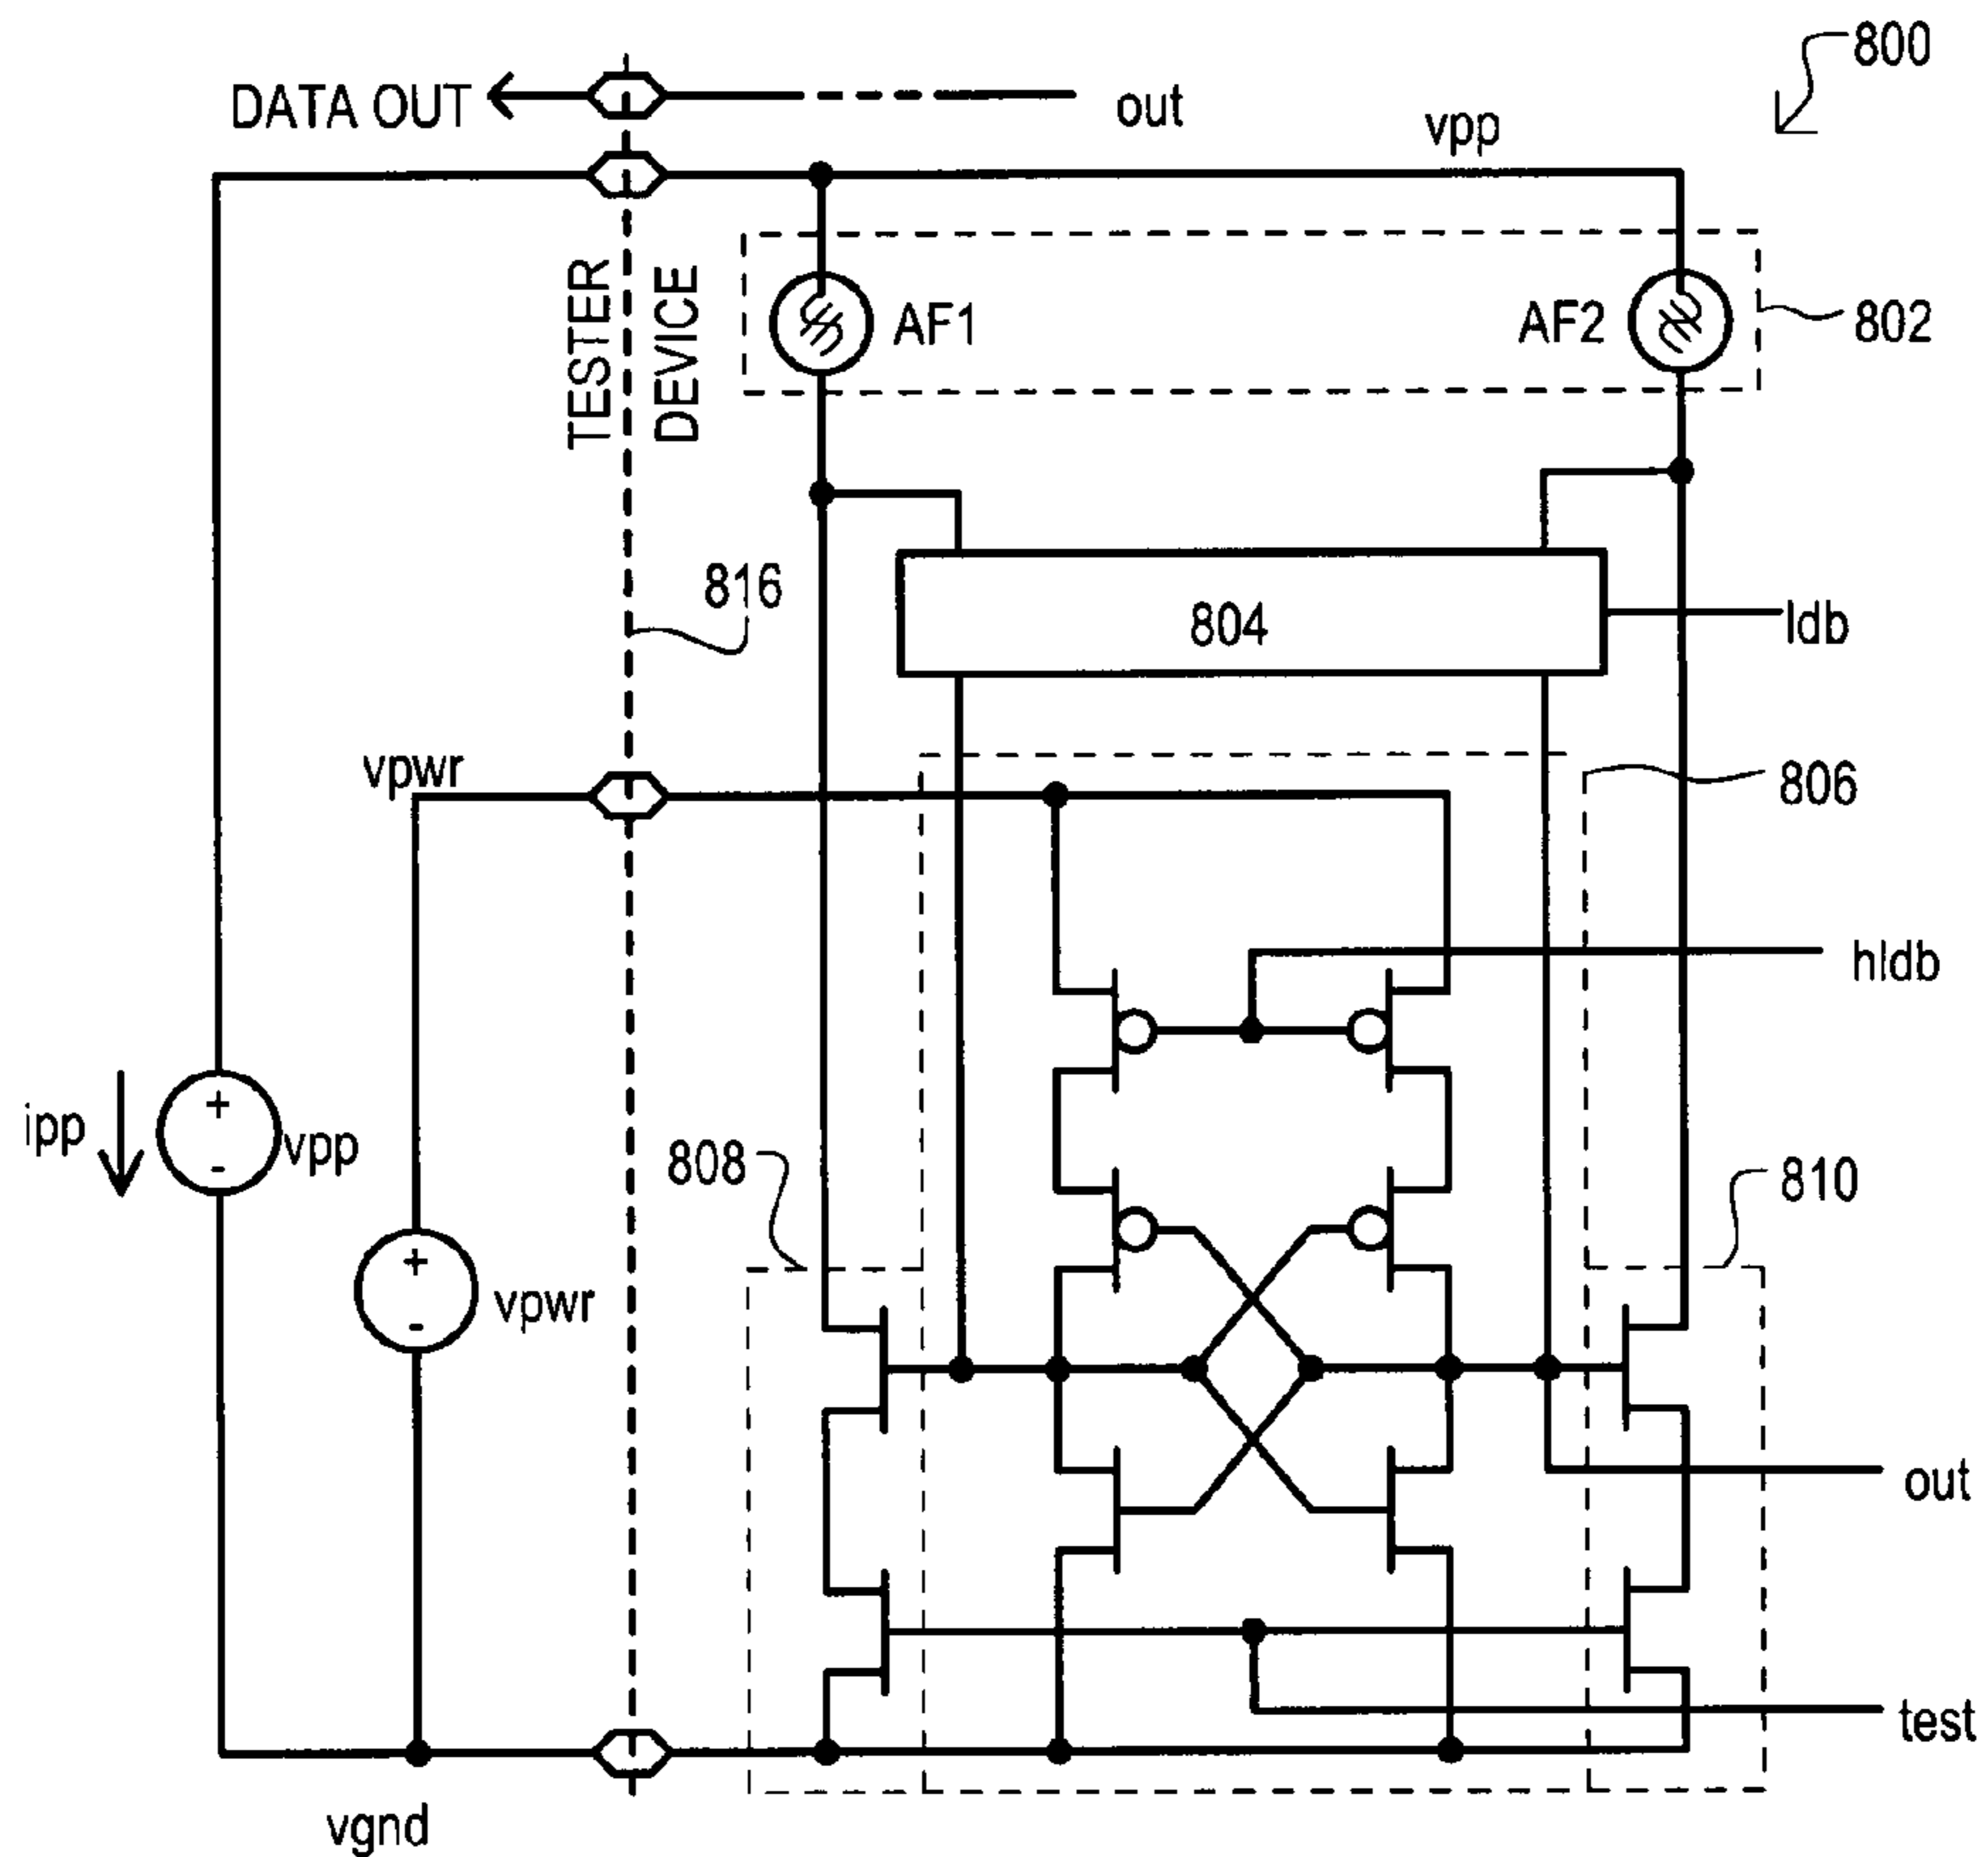 800
DATA OUT
out
vpp
TESTER
DEVICE
AF1
AF2
802
816
804
ldb
vpwr
806
hldb
ipp
+
-
vpp
808
810
+
-
vpwr
out
test
vgnd